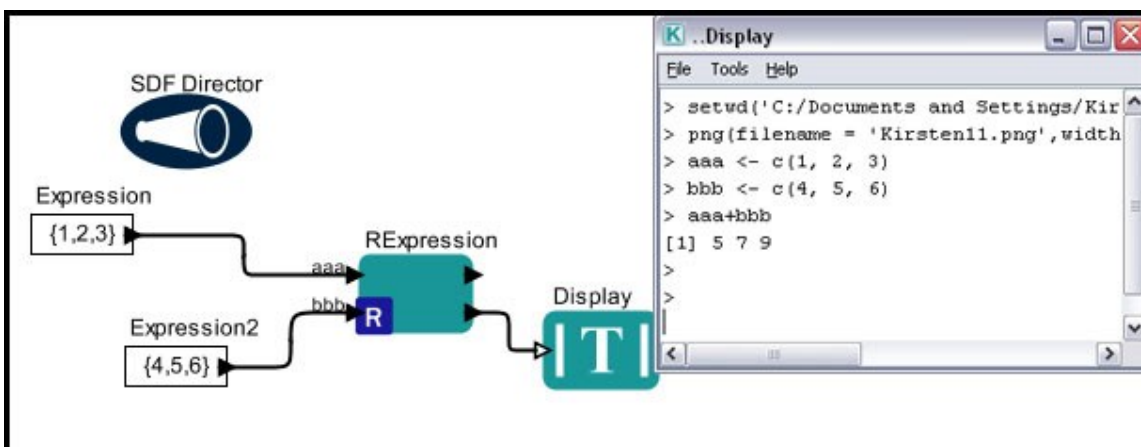 SDF Director
Expression
{1,2,3}
aaa
RExpression
bbb
R
Expression2
{4,5,6}
Display
T
K ..Display
File Tools Help
> setwd('C:/Documents and Settings/Kir
> png(filename = 'Kirsten11.png',width
> aaa <- c(1, 2, 3)
> bbb <- c(4, 5, 6)
> aaa+bbb
[1] 5 7 9
>
>